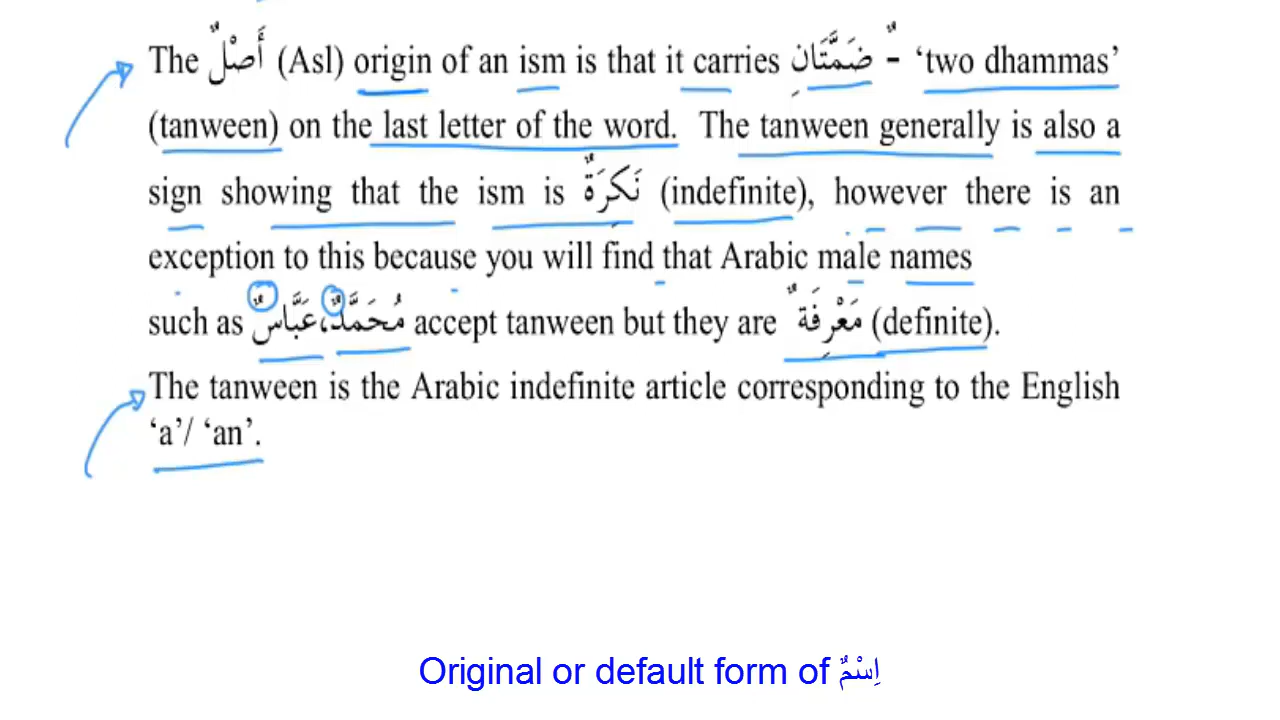 The أَصْلٌ (Asl) origin of an ism is that it carries ضَمَّتَانِ - ٌ ‘two dhammas’
(tanween) on the last letter of the word. The tanween generally is also a
sign showing that the ism is نَكِرَةٌ (indefinite), however there is an
exception to this because you will find that Arabic male names
such as مُحَمَّدٌ، عَبَّاسٌ accept tanween but they are مَعْرِفَةٌ (definite).
The tanween is the Arabic indefinite article corresponding to the English
‘a’/ ‘an’.
Original or default form of اِسْمٌ